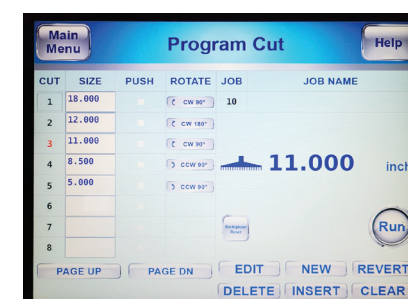 Main Menu
Program Cut
Help
CUT SIZE PUSH ROTATE JOB JOB NAME
1 18.000 CW 90° 10
2 12.000 CW 180°
3 11.000 CW 90°
4 8.500 CCW 90° 11.000 inch
5 5.000 CCW 90°
6
7 Run
8
PAGE UP PAGE DN EDIT NEW REVERT
DELETE INSERT CLEAR